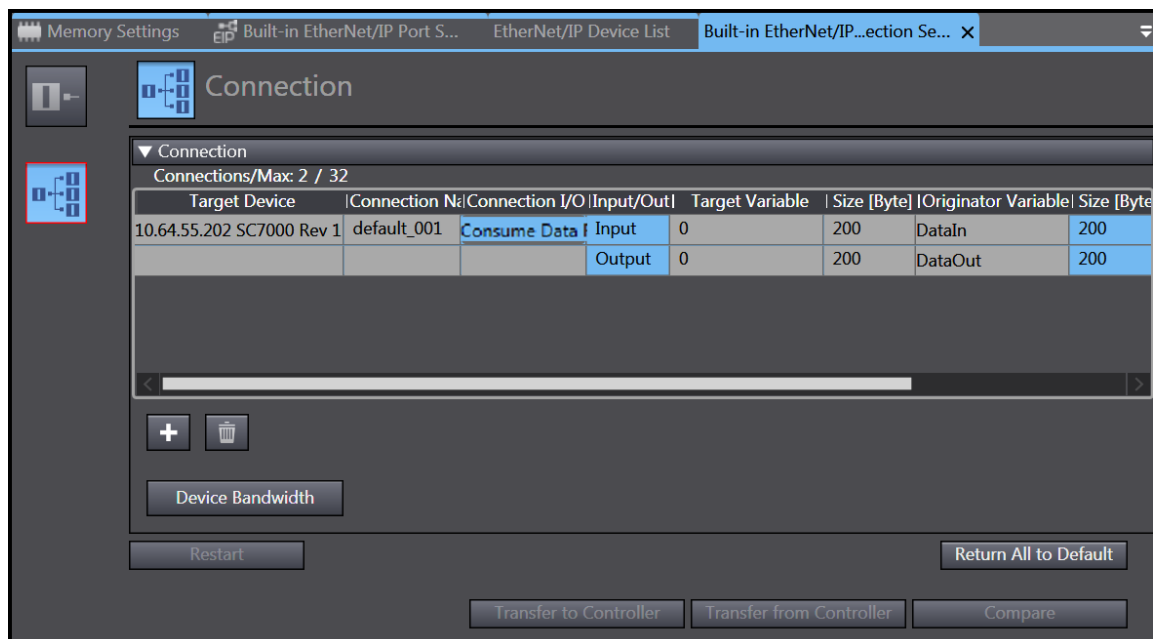 Memory Settings EIP Built-in EtherNet/IP Port S... EtherNet/IP Device List Built-in EtherNet/IP...ection Se...
Connection
Connection
Connections/Max: 2 / 32
Target Device Connection Na Connection I/O Input/Out Target Variable Size [Byte] Originator Variable Size [Byte
10.64.55.202 SC7000 Rev 1 default_001 Consume Data Input 0 200 DataIn 200
Output 0 200 DataOut 200
Device Bandwidth
Restart Return All to Default
Transfer to Controller Transfer from Controller Compare